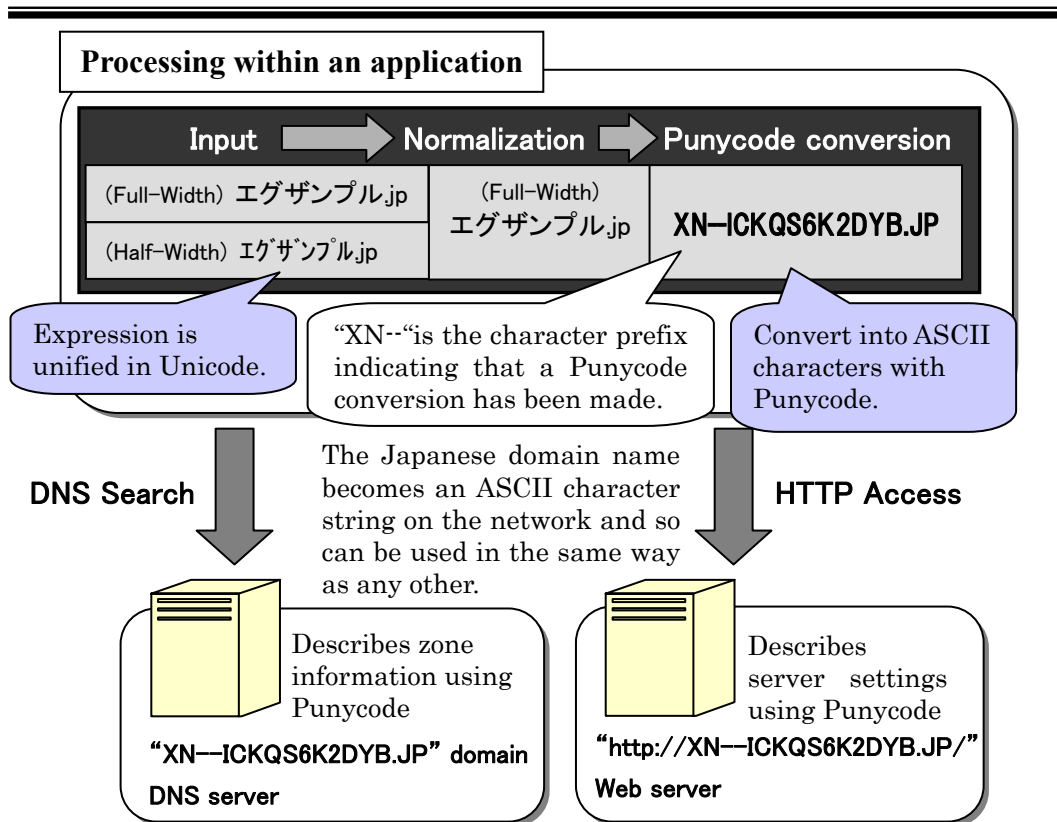 Processing within an application
Input Normalization Punycode conversion
(Full-Width) エグザンプル.jp
(Half-Width) ｴｸﾞｻﾞﾝﾌﾟﾙ.jp
(Full-Width)
エグザンプル.jp
XN—ICKQS6K2DYB.JP
Expression is
unified in Unicode.
“XN--“is the character prefix
indicating that a Punycode
conversion has been made.
Convert into ASCII
characters with
Punycode.
DNS Search
The Japanese domain name
becomes an ASCII character
string on the network and so
can be used in the same way
as any other.
HTTP Access
Describes zone
information using
Punycode
“XN--ICKQS6K2DYB.JP” domain
DNS server
Describes
server settings
using Punycode
“http://XN--ICKQS6K2DYB.JP/”
Web server